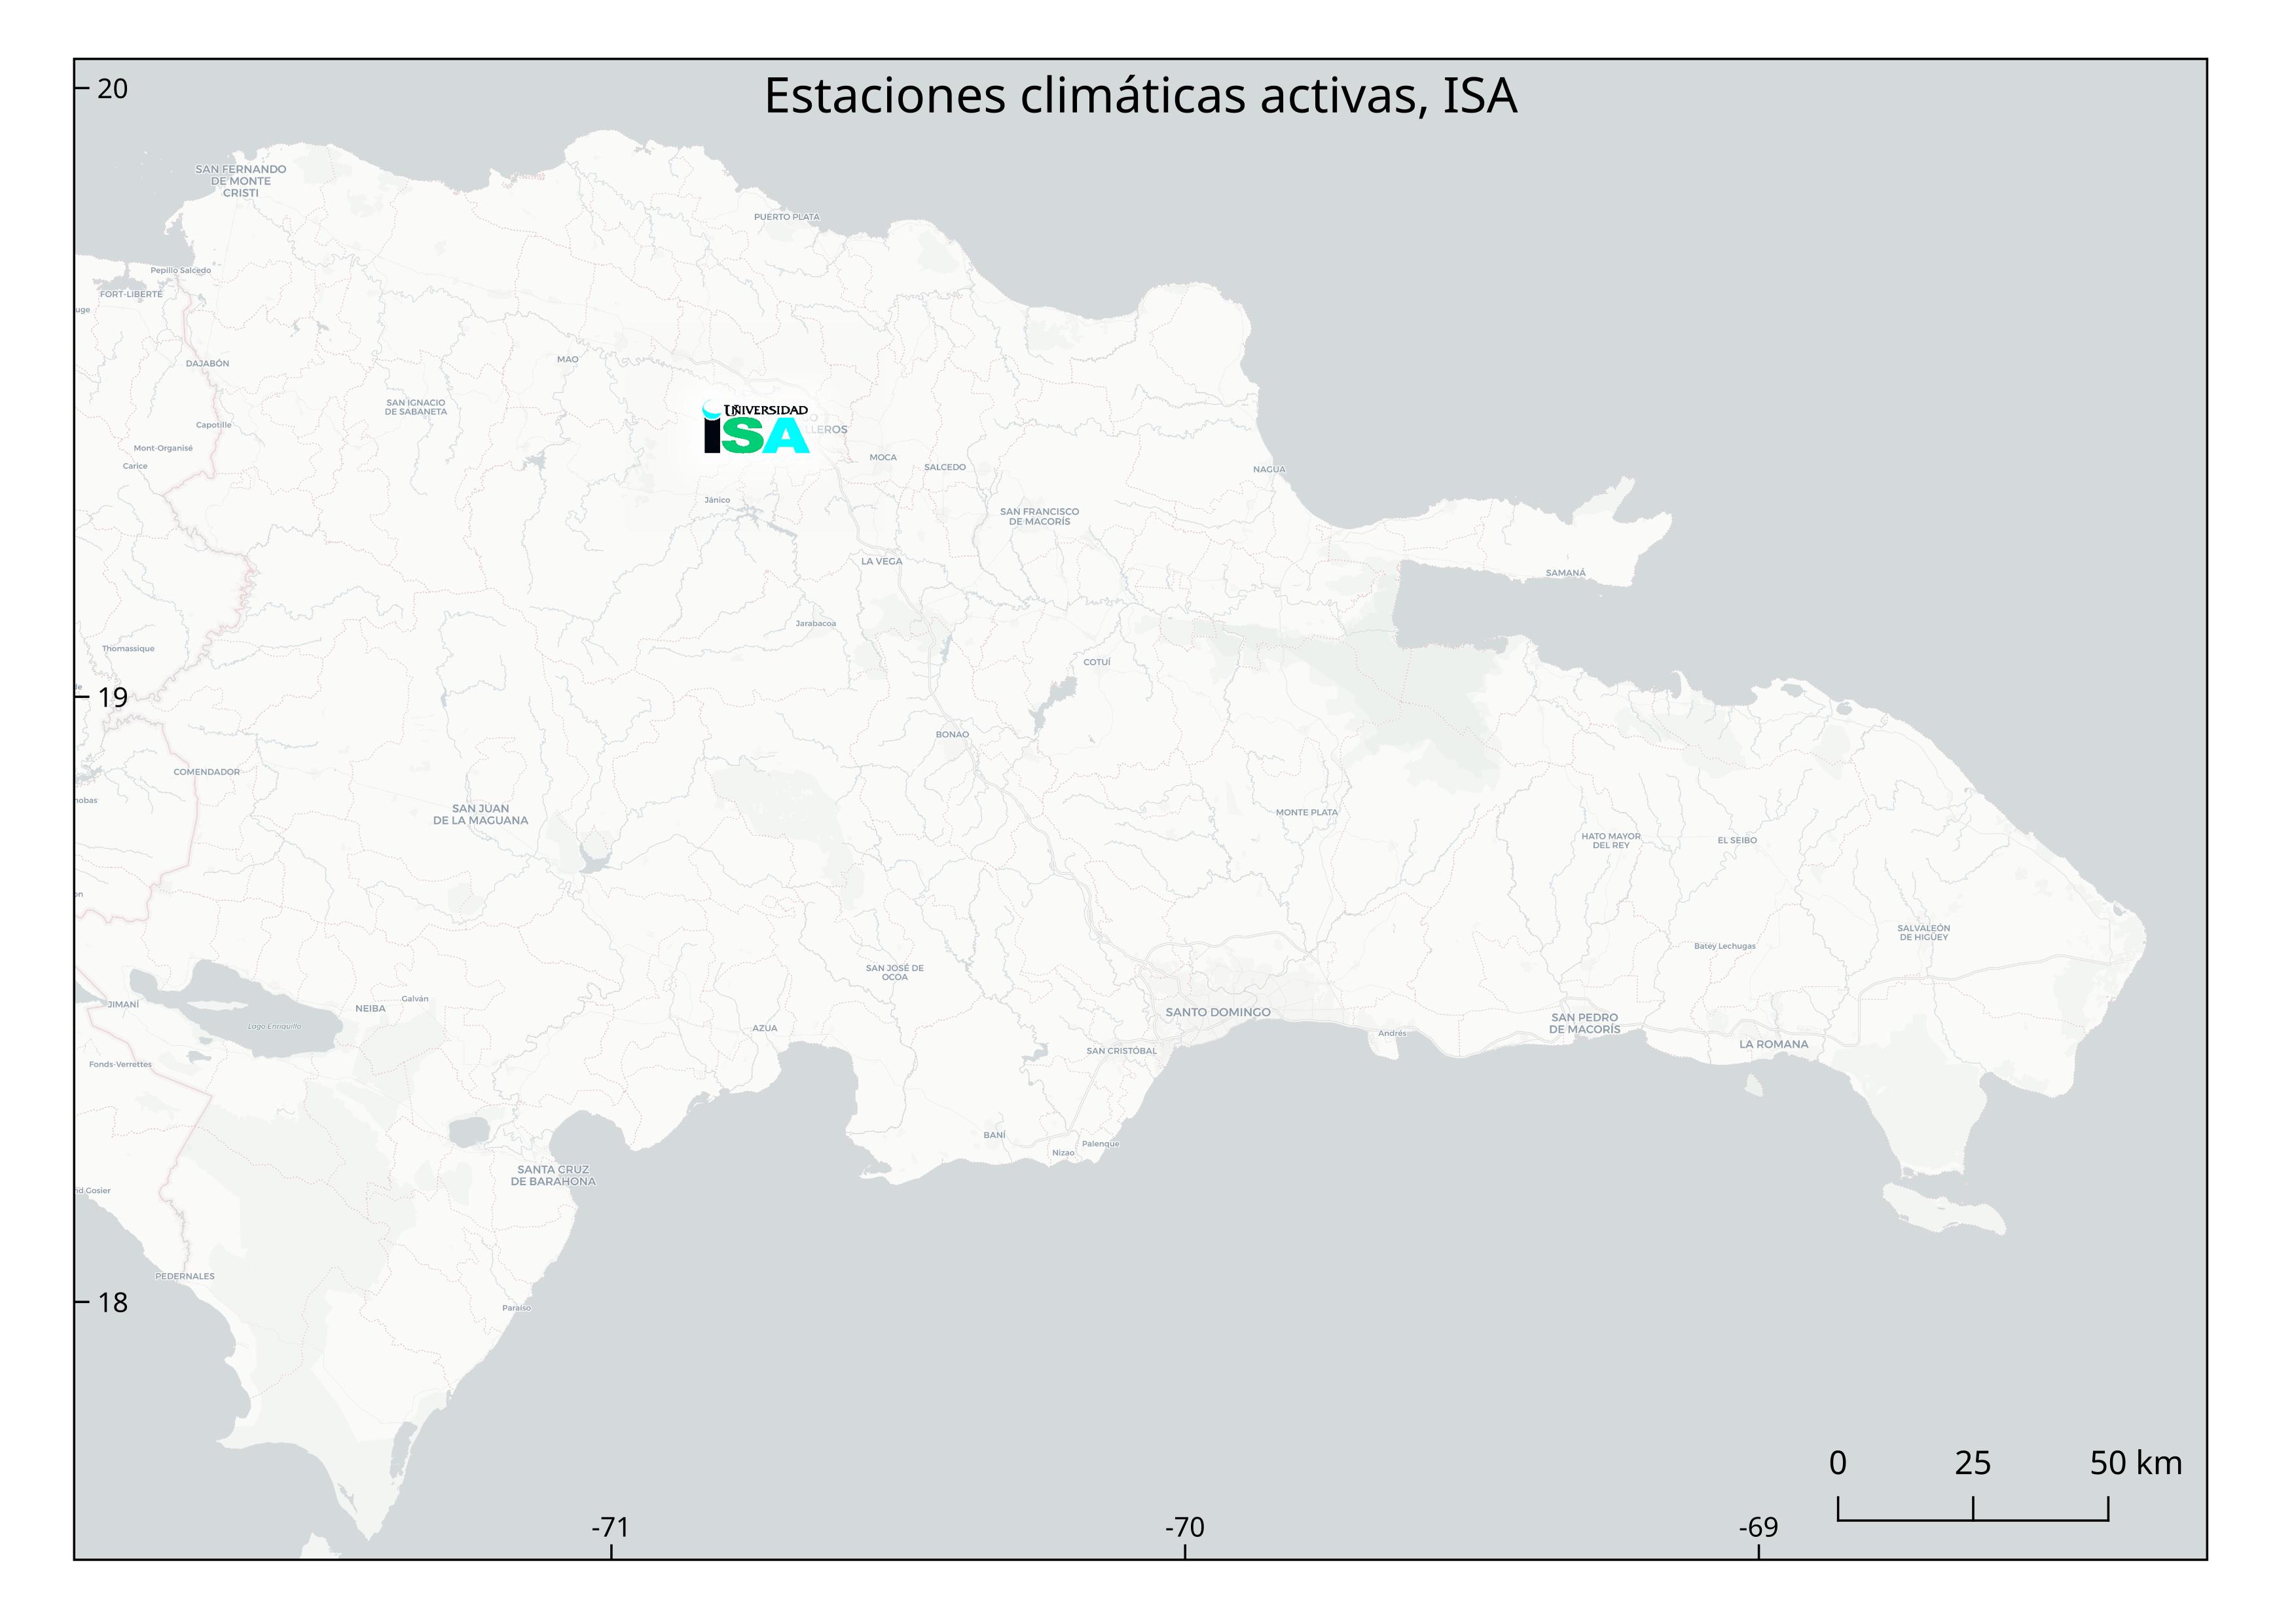 Estaciones climáticas activas, ISA
20
SAN FERNANDO
DE MONTE
CRISTI
PUERTO PLATA
Pepillo Salcedo
FORT-LIBERTÉ
MAO
DAJABÓN
SAN IGNACIO
DE SABANETA
UNIVERSIDAD
ISA
LLEROS
Capotille
Mont-Organisé
Carice
MOCA
SALCEDO
NAGUA
Jánico
SAN FRANCISCO
DE MACORÍS
LA VEGA
SAMANÁ
Jarabacoa
Thomassique
COTUÍ
19
BONAO
COMENDADOR
SAN JUAN
DE LA MAGUANA
MONTE PLATA
HATO MAYOR
DEL REY
EL SEIBO
SALVALEÓN
DE HIGÜEY
Batey Lechugas
SAN JOSÉ DE
OCOA
JIMANÍ
NEIBA
Galván
Lago Enriquillo
AZUA
SANTO DOMINGO
SAN PEDRO
DE MACORÍS
Andrés
LA ROMANA
SAN CRISTÓBAL
Fonds-Verrettes
BANÍ
Palenque
Nizao
SANTA CRUZ
DE BARAHONA
PEDERNALES
18
Paraíso
0 25 50 km
-71 -70 -69